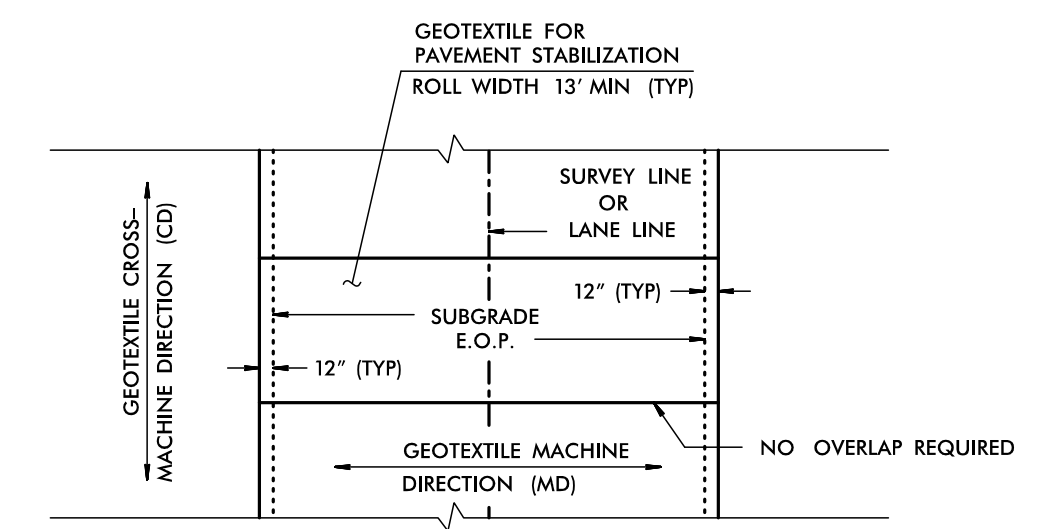 GEOTEXTILE FOR
PAVEMENT STABILIZATION
ROLL WIDTH 13' MIN (TYP)
GEOTEXTILE CROSS-
MACHINE DIRECTION (CD)
SURVEY LINE
OR
LANE LINE
12" (TYP)
SUBGRADE
E.O.P.
12" (TYP)
NO OVERLAP REQUIRED
GEOTEXTILE MACHINE
DIRECTION (MD)